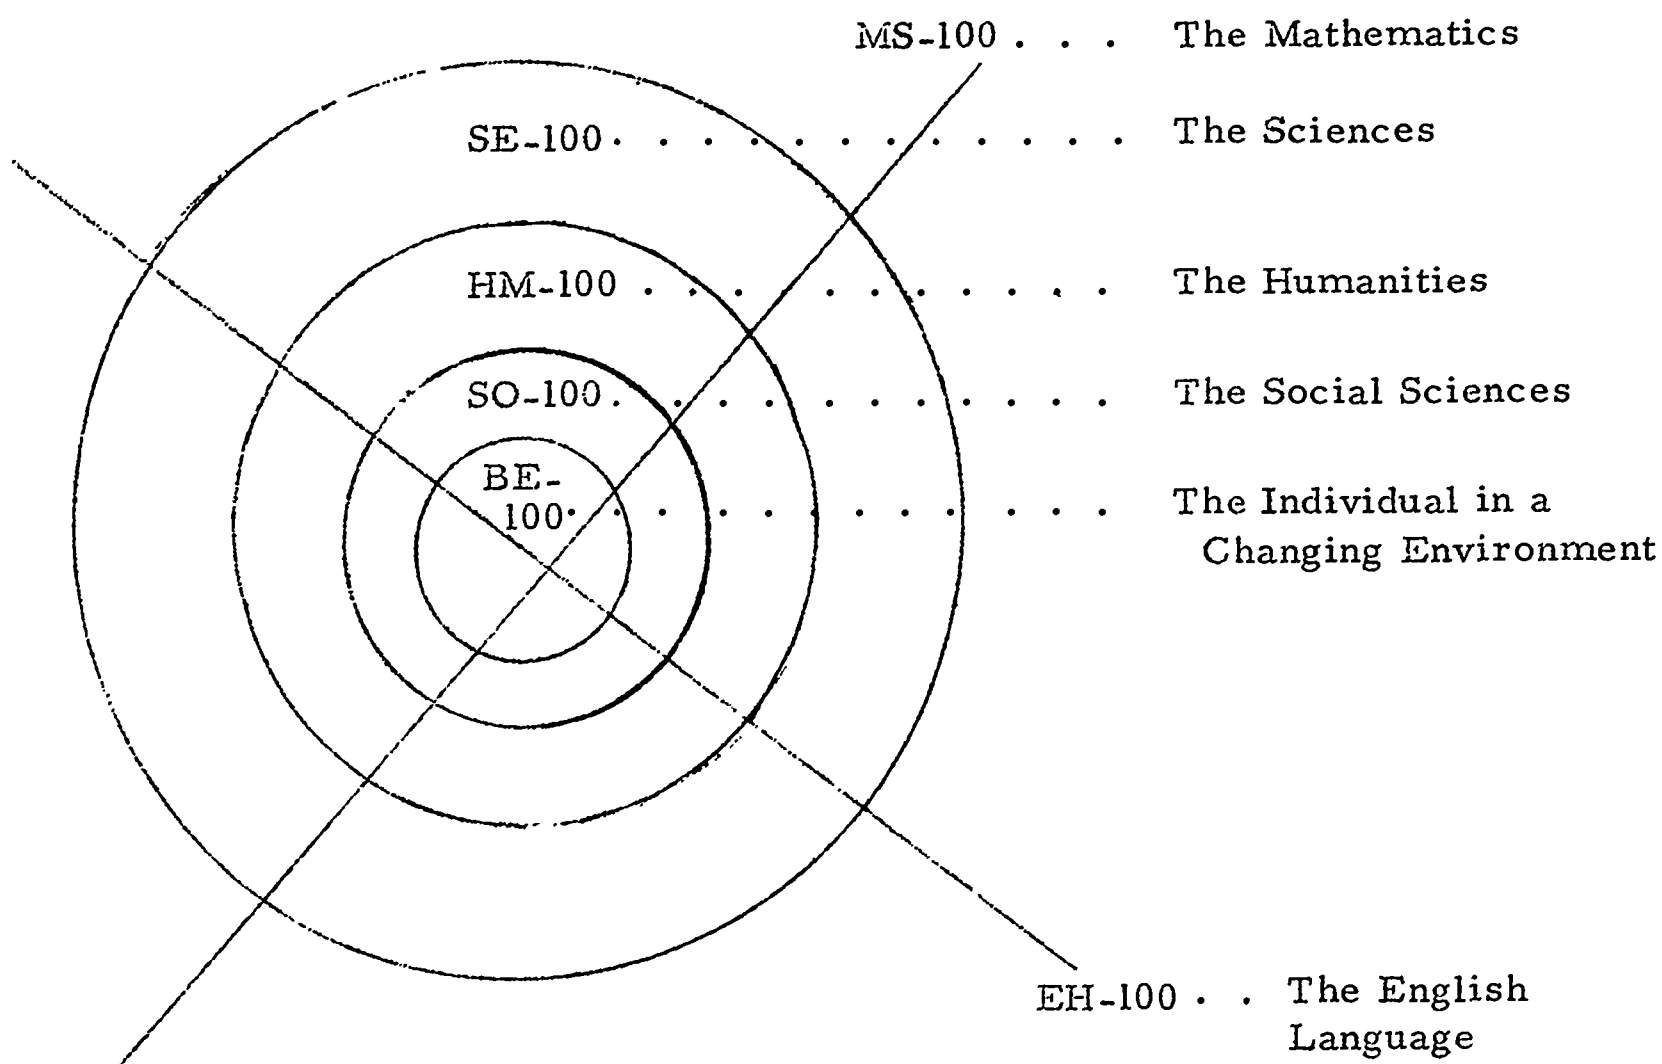 MS-100 . . . The Mathematics
SE-100 . . . . . . . . . . . . The Sciences
HM-100 . . . . . . . . . . The Humanities
SO-100 . . . . . . . . . . . . The Social Sciences
BE-
100 . . . . . . . . . . . . The Individual in a
Changing Environment
EH-100 . . The English
Language